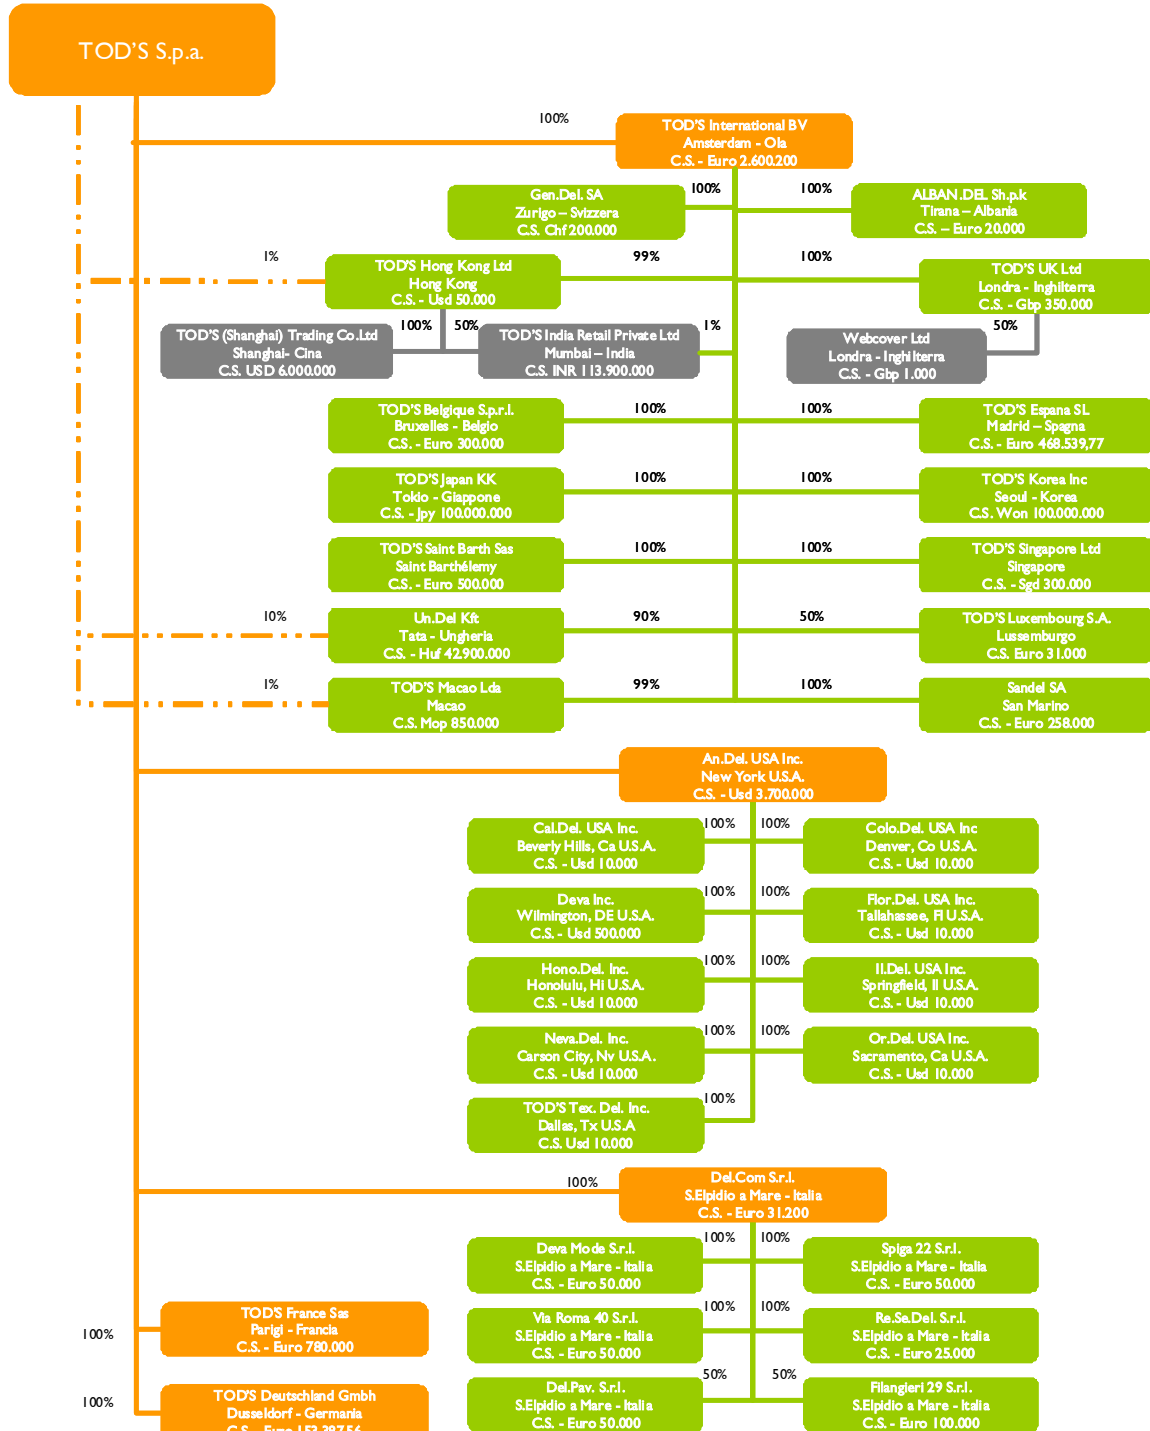 TOD'S S.p.a.
100%
TOD'S International BV
Amsterdam - Ola
C.S. - Euro 2.600.200
100%
100%
Gen.Del. SA
Zurigo – Svizzera
C.S. Chf 200.000
ALBAN.DEL Sh.p.k
Tirana – Albania
C.S. – Euro 20.000
1%
99%
100%
TOD'S Hong Kong Ltd
Hong Kong
C.S. - Usd 50.000
TOD'S UK Ltd
Londra - Inghilterra
C.S. - Gbp 350.000
100%
50%
1%
50%
TOD'S (Shanghai) Trading Co.Ltd
Shanghai- Cina
C.S. USD 6.000.000
TOD'S India Retail Private Ltd
Mumbai – India
C.S. INR 113.900.000
Webcover Ltd
Londra - Inghilterra
C.S. - Gbp 1.000
100%
100%
TOD'S Belgique S.p.r.l.
Bruxelles - Belgio
C.S. - Euro 300.000
TOD'S Espana SL
Madrid – Spagna
C.S. - Euro 468.539,77
100%
100%
TOD'S Japan KK
Tokio - Giappone
C.S. - Jpy 100.000.000
TOD'S Korea Inc
Seoul - Korea
C.S. Won 100.000.000
100%
100%
TOD'S Saint Barth Sas
Saint Barthélemy
C.S. - Euro 500.000
TOD'S Singapore Ltd
Singapore
C.S. - Sgd 300.000
10%
90%
50%
Un.Del Kft
Tata - Ungheria
C.S. - Huf 42.900.000
TOD'S Luxembourg S.A.
Lussemburgo
C.S. Euro 31.000
1%
99%
100%
TOD'S Macao Lda
Macao
C.S. Mop 850.000
Sandel SA
San Marino
C.S. - Euro 258.000
An.Del. USA Inc.
New York U.S.A.
C.S. - Usd 3.700.000
100%
100%
Cal.Del. USA Inc.
Beverly Hills, Ca U.S.A.
C.S. - Usd 10.000
Colo.Del. USA Inc
Denver, Co U.S.A.
C.S. - Usd 10.000
100%
100%
Deva Inc.
Wilmington, DE U.S.A.
C.S. - Usd 500.000
Flor.Del. USA Inc.
Tallahassee, Fl U.S.A.
C.S. - Usd 10.000
100%
100%
Hono.Del. Inc.
Honolulu, Hi U.S.A.
C.S. - Usd 10.000
Il.Del. USA Inc.
Springfield, Il U.S.A.
C.S. - Usd 10.000
100%
100%
Neva.Del. Inc.
Carson City, Nv U.S.A.
C.S. - Usd 10.000
Or.Del. USA Inc.
Sacramento, Ca U.S.A.
C.S. - Usd 10.000
100%
TOD'S Tex. Del. Inc.
Dallas, Tx U.S.A
C.S. Usd 10.000
100%
Del.Com S.r.l.
S.Elpidio a Mare - Italia
C.S. - Euro 31.200
100%
100%
Deva Mode S.r.l.
S.Elpidio a Mare - Italia
C.S. - Euro 50.000
Spiga 22 S.r.l.
S.Elpidio a Mare - Italia
C.S. - Euro 50.000
100%
TOD'S France Sas
Parigi - Francia
C.S. - Euro 780.000
100%
100%
Via Roma 40 S.r.l.
S.Elpidio a Mare - Italia
C.S. - Euro 50.000
Re.Se.Del. S.r.l.
S.Elpidio a Mare - Italia
C.S. - Euro 25.000
100%
TOD'S Deutschland Gmbh
Dusseldorf - Germania
C.S. - Euro 153.387,56
50%
50%
Del.Pav. S.r.l.
S.Elpidio a Mare - Italia
C.S. - Euro 50.000
Filangieri 29 S.r.l.
S.Elpidio a Mare - Italia
C.S. - Euro 100.000